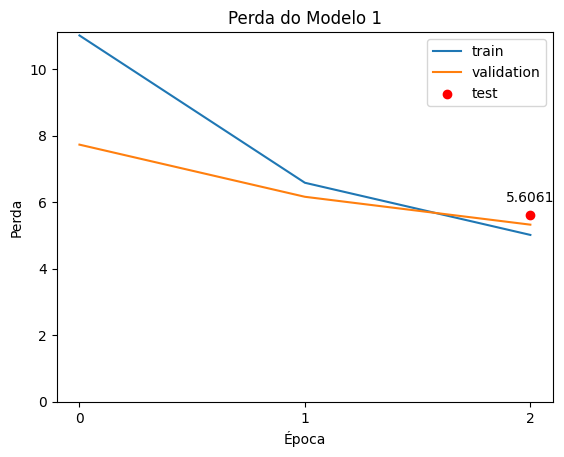 Perda do Modelo 1
train
validation
test
5.6061
10
8
6
4
2
0
Perda
0 1 2
Época